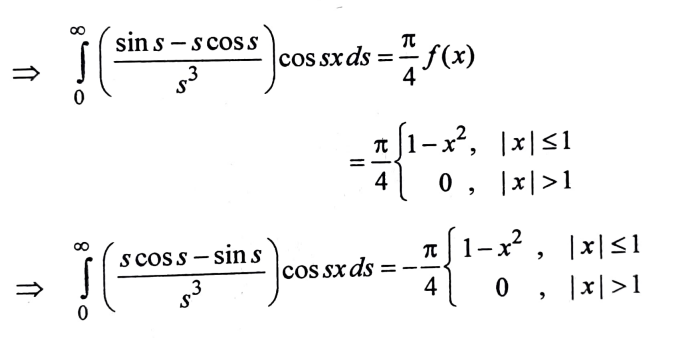 ⇒ ∫₀^∞ ((sin s − s cos s)/s³) cos sx ds = π/4 f(x)
= π/4 { 1 − x², |x| ≤ 1
0 , |x| > 1
⇒ ∫₀^∞ ((s cos s − sin s)/s³) cos sx ds = −π/4 { 1 − x² , |x| ≤ 1
0 , |x| > 1